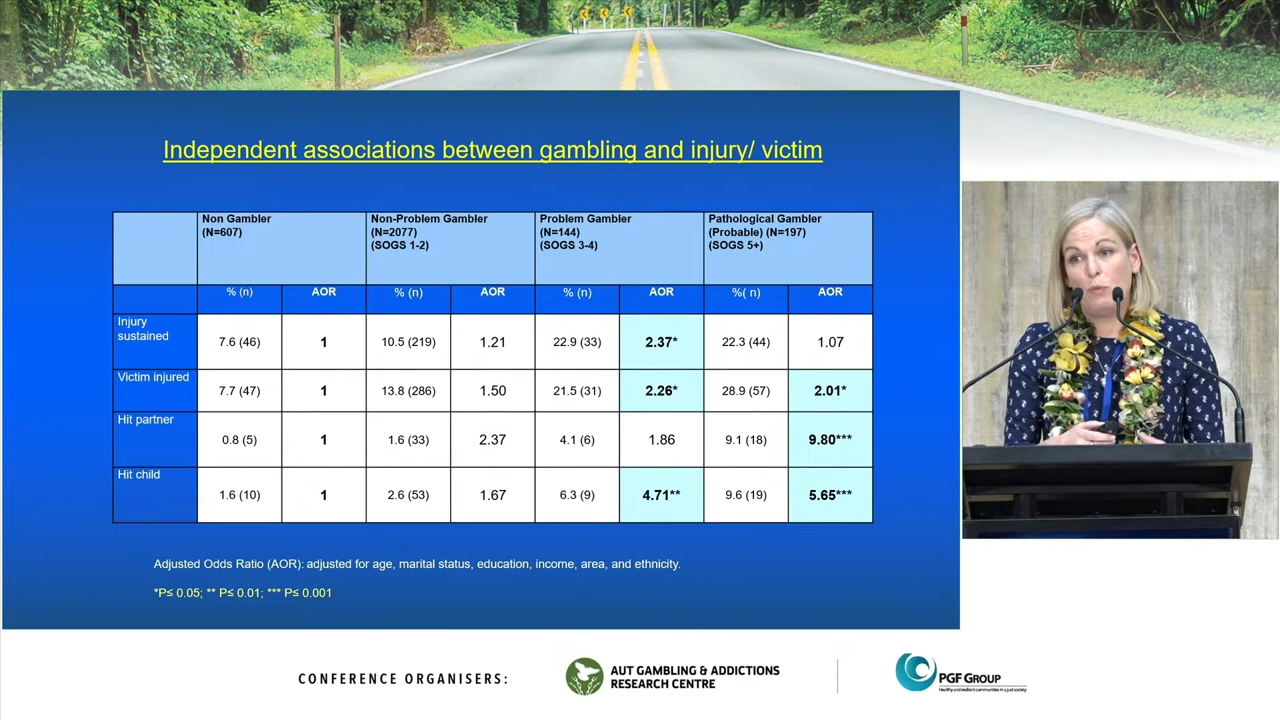 Independent associations between gambling and injury/ victim
Non Gambler
(N=607)
Non-Problem Gambler
(N=2077)
(SOGS 1-2)
Problem Gambler
(N=144)
(SOGS 3-4)
Pathological Gambler
(Probable) (N=197)
(SOGS 5+)
% (n) AOR % (n) AOR % (n) AOR %( n) AOR
Injury
sustained
7.6 (46) 1 10.5 (219) 1.21 22.9 (33) 2.37* 22.3 (44) 1.07
Victim injured
7.7 (47) 1 13.8 (286) 1.50 21.5 (31) 2.26* 28.9 (57) 2.01*
Hit partner
0.8 (5) 1 1.6 (33) 2.37 4.1 (6) 1.86 9.1 (18) 9.80***
Hit child
1.6 (10) 1 2.6 (53) 1.67 6.3 (9) 4.71** 9.6 (19) 5.65***
Adjusted Odds Ratio (AOR): adjusted for age, marital status, education, income, area, and ethnicity.
*P≤ 0.05; ** P≤ 0.01; *** P≤ 0.001
CONFERENCE ORGANISERS:
AUT GAMBLING & ADDICTIONS
RESEARCH CENTRE
PGF GROUP
Healthy and resilient communities in a just society